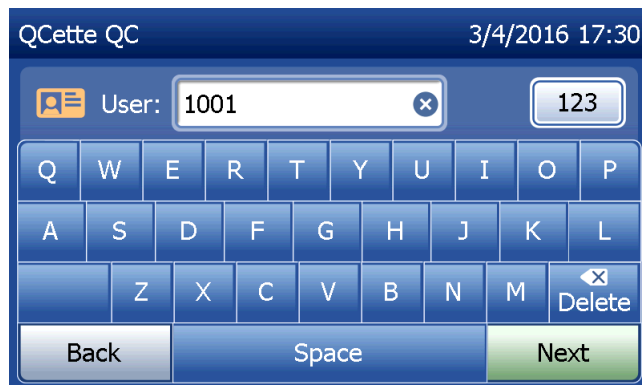 QCette QC 3/4/2016 17:30
User: 1001 123
Q W E R T Y U I O P
A S D F G H J K L
Z X C V B N M Delete
Back Space Next